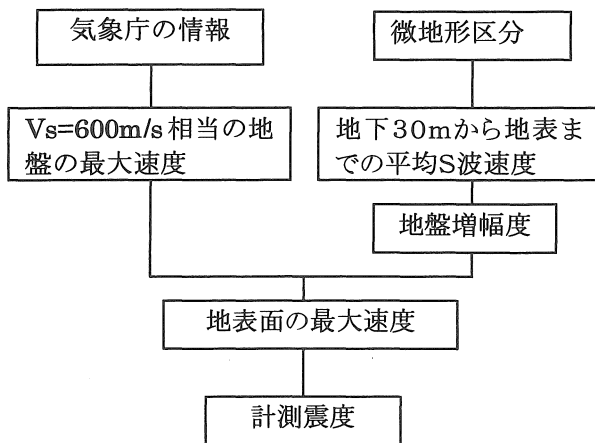 気象庁の情報
微地形区分
Vs=600m/s相当の地
盤の最大速度
地下30mから地表ま
での平均S波速度
地盤増幅度
地表面の最大速度
計測震度